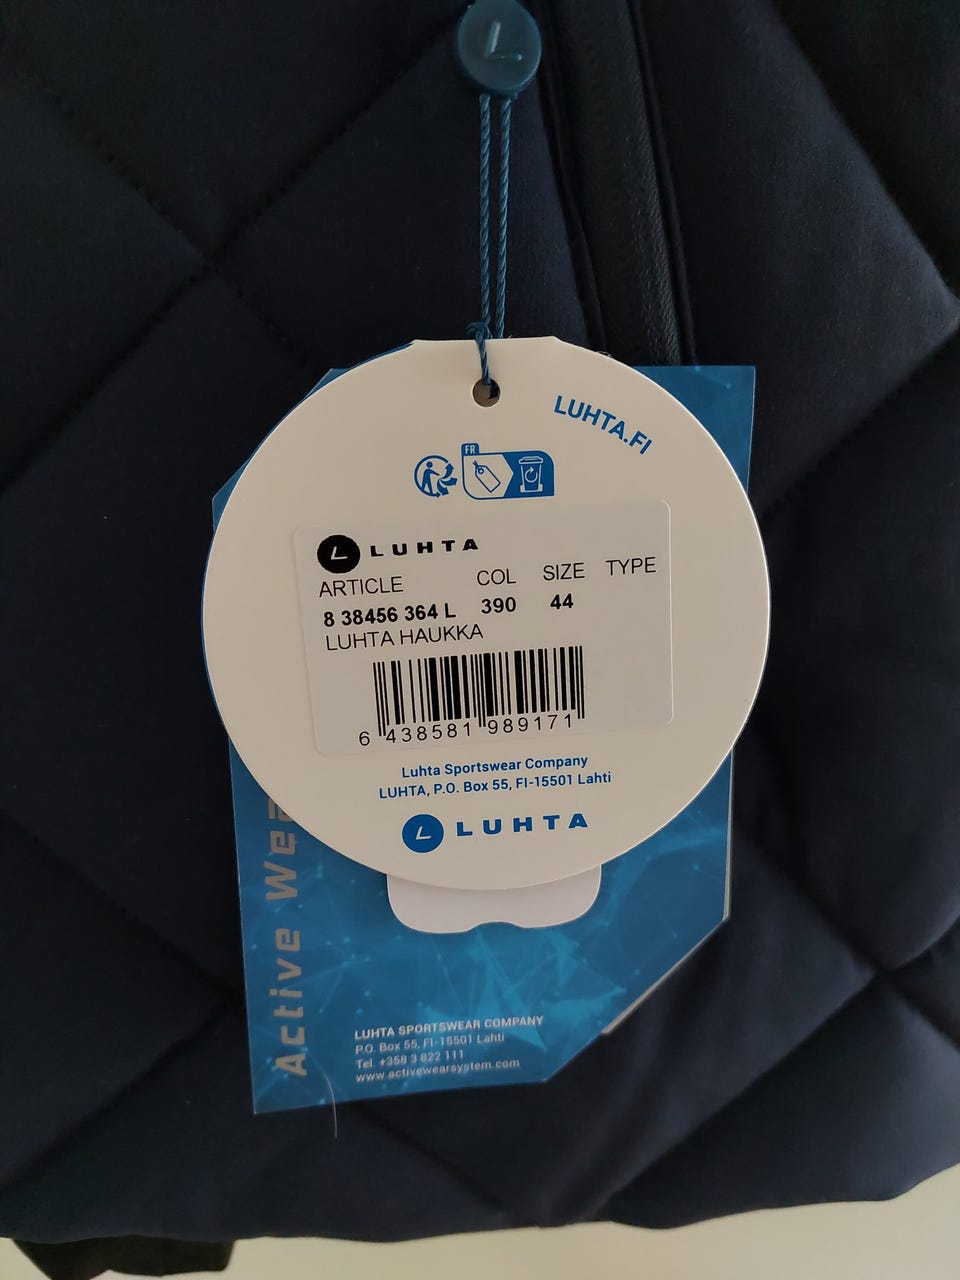 L
LUHTA.FI
FR
L LUHTA
ARTICLE COL SIZE TYPE
8 38456 364 L 390 44
LUHTA HAUKKA
6 438581 989171
Luhta Sportswear Company
LUHTA, P.O. Box 55, FI-15501 Lahti
L LUHTA
Active Wea
LUHTA SPORTSWEAR COMPANY
P.O. Box 55, FI-15501 Lahti
Tel. +358 3 822 111
www.activewearsystem.com